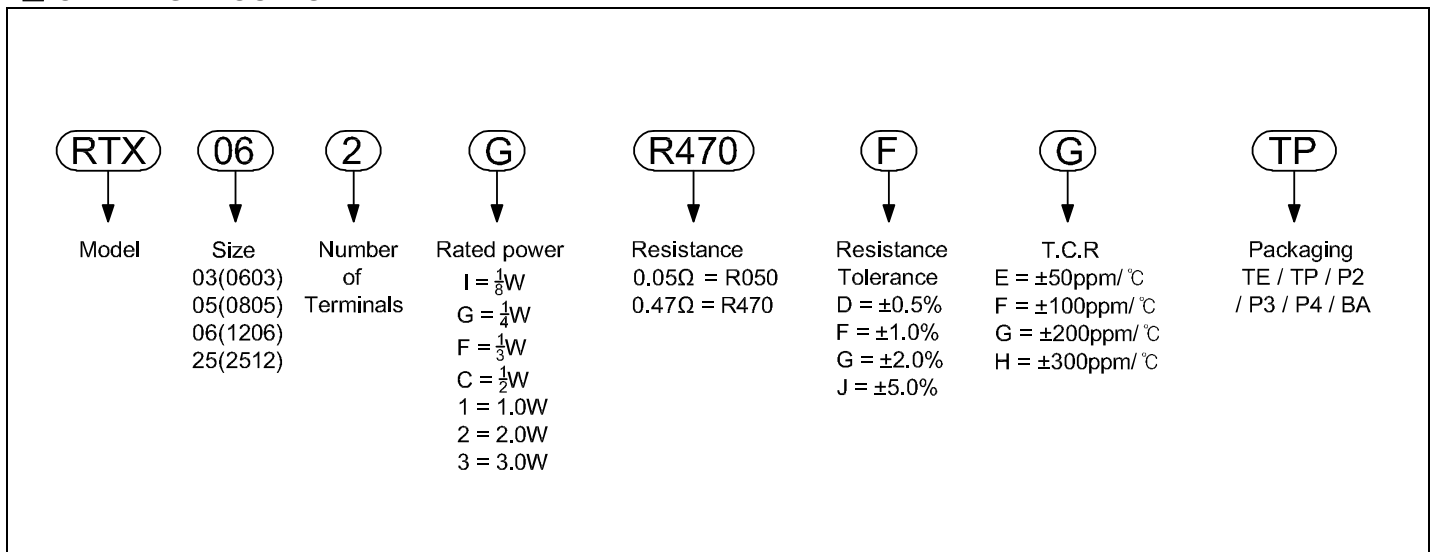 RTX 06 2 G R470 F G TP
Model
Size
03(0603)
05(0805)
06(1206)
25(2512)
Number
of
Terminals
Rated power
I = 1/8W
G = 1/4W
F = 1/3W
C = 1/2W
1 = 1.0W
2 = 2.0W
3 = 3.0W
Resistance
0.05Ω = R050
0.47Ω = R470
Resistance
Tolerance
D = ±0.5%
F = ±1.0%
G = ±2.0%
J = ±5.0%
T.C.R
E = ±50ppm/℃
F = ±100ppm/℃
G = ±200ppm/℃
H = ±300ppm/℃
Packaging
TE / TP / P2
/ P3 / P4 / BA